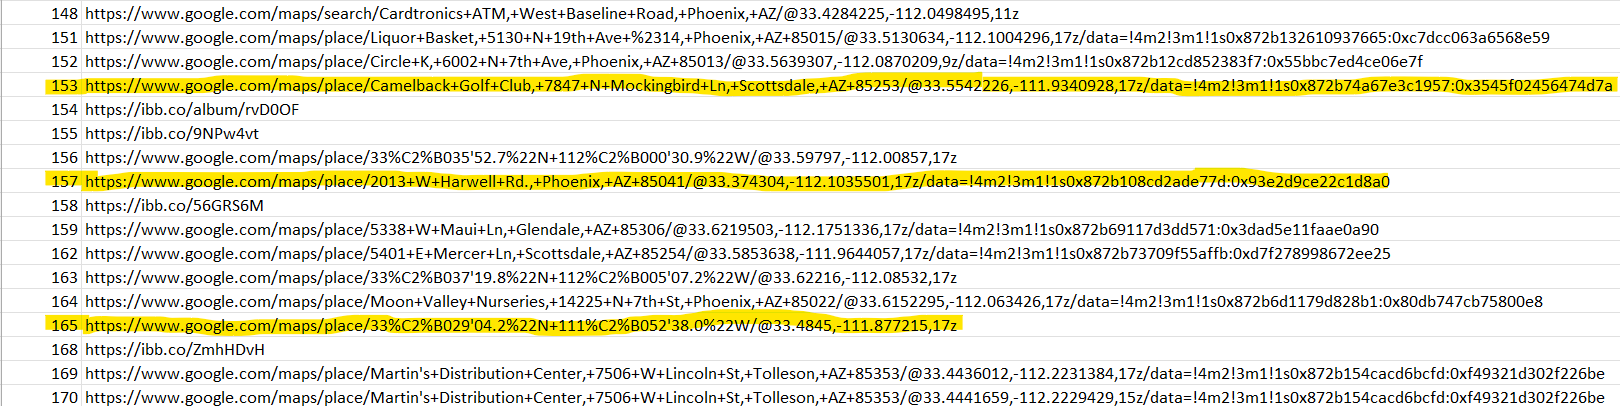 148 https://www.google.com/maps/search/Cardtronics+ATM,+West+Baseline+Road,+Phoenix,+AZ/@33.4284225,-112.0498495,11z
151 https://www.google.com/maps/place/Liquor+Basket,+5130+N+19th+Ave+%2314,+Phoenix,+AZ+85015/@33.5130634,-112.1004296,17z/data=!4m2!3m1!1s0x872b132610937665:0xc7dcc063a6568e59
152 https://www.google.com/maps/place/Circle+K,+6002+N+7th+Ave,+Phoenix,+AZ+85013/@33.5639307,-112.0870209,9z/data=!4m2!3m1!1s0x872b12cd852383f7:0x55bbc7ed4ce06e7f
153 https://www.google.com/maps/place/Camelback+Golf+Club,+7847+N+Mockingbird+Ln,+Scottsdale,+AZ+85253/@33.5542226,-111.9340928,17z/data=!4m2!3m1!1s0x872b74a67e3c1957:0x3545f02456474d7a
154 https://ibb.co/album/rvD0OF
155 https://ibb.co/9NPw4vt
156 https://www.google.com/maps/place/33%C2%B035'52.7%22N+112%C2%B000'30.9%22W/@33.59797,-112.00857,17z
157 https://www.google.com/maps/place/2013+W+Harwell+Rd.,+Phoenix,+AZ+85041/@33.374304,-112.1035501,17z/data=!4m2!3m1!1s0x872b108cd2ade77d:0x93e2d9ce22c1d8a0
158 https://ibb.co/56GRS6M
159 https://www.google.com/maps/place/5338+W+Maui+Ln,+Glendale,+AZ+85306/@33.6219503,-112.1751336,17z/data=!4m2!3m1!1s0x872b69117d3dd571:0x3dad5e11faae0a90
162 https://www.google.com/maps/place/5401+E+Mercer+Ln,+Scottsdale,+AZ+85254/@33.5853638,-111.9644057,17z/data=!4m2!3m1!1s0x872b73709f55affb:0xd7f278998672ee25
163 https://www.google.com/maps/place/33%C2%B037'19.8%22N+112%C2%B005'07.2%22W/@33.62216,-112.08532,17z
164 https://www.google.com/maps/place/Moon+Valley+Nurseries,+14225+N+7th+St,+Phoenix,+AZ+85022/@33.6152295,-112.063426,17z/data=!4m2!3m1!1s0x872b6d1179d828b1:0x80db747cb75800e8
165 https://www.google.com/maps/place/33%C2%B029'04.2%22N+111%C2%B052'38.0%22W/@33.4845,-111.877215,17z
168 https://ibb.co/ZmhHDvH
169 https://www.google.com/maps/place/Martin's+Distribution+Center,+7506+W+Lincoln+St,+Tolleson,+AZ+85353/@33.4436012,-112.2231384,17z/data=!4m2!3m1!1s0x872b154cacd6bcfd:0xf49321d302f226be
170 https://www.google.com/maps/place/Martin's+Distribution+Center,+7506+W+Lincoln+St,+Tolleson,+AZ+85353/@33.4441659,-112.2229429,15z/data=!4m2!3m1!1s0x872b154cacd6bcfd:0xf49321d302f226be